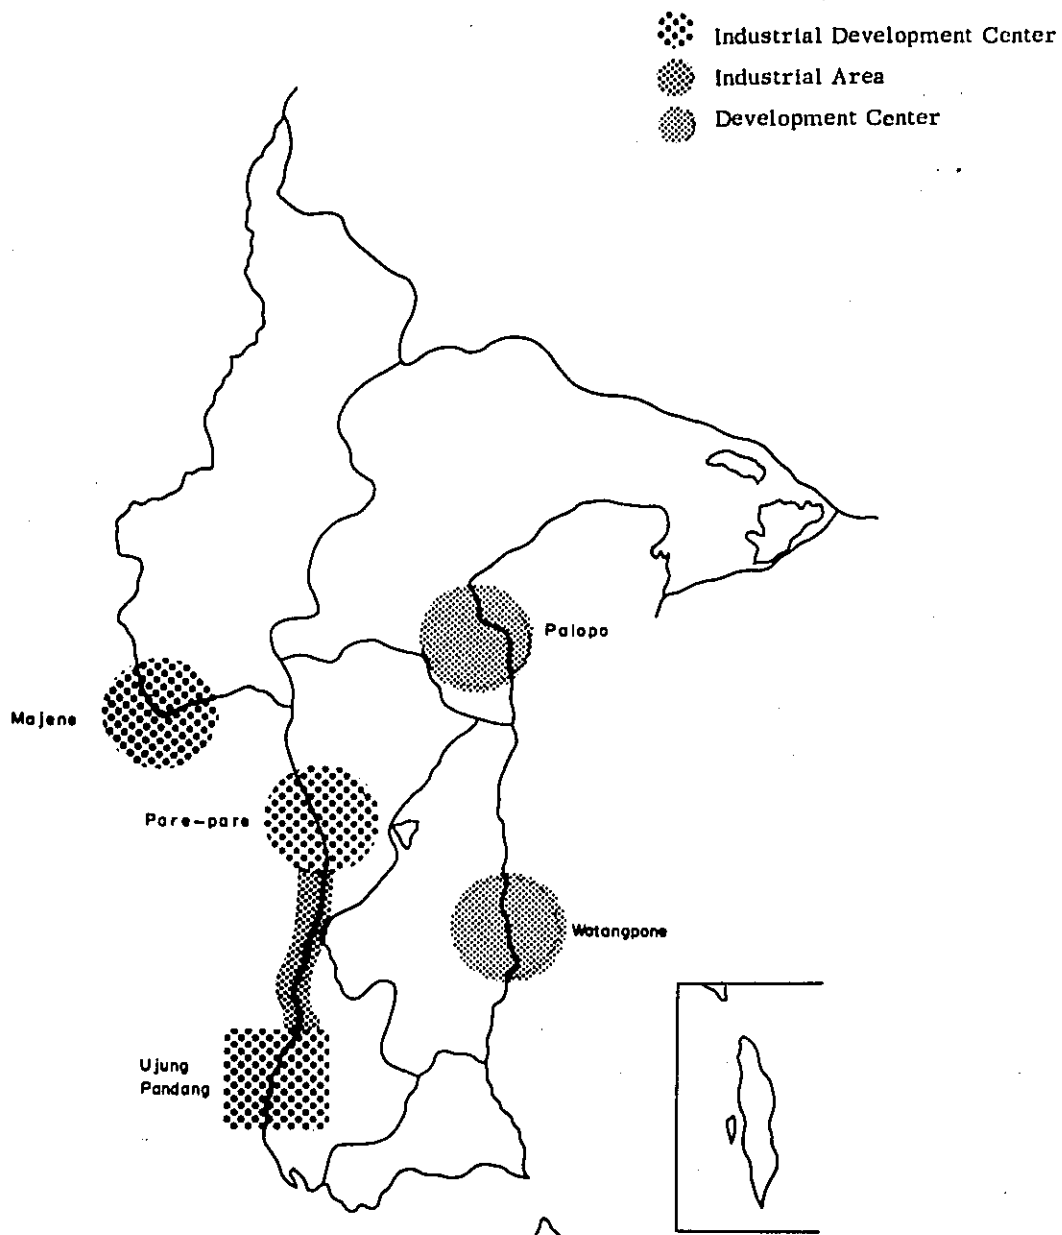 Industrial Development Center
Industrial Area
Development Center
Palopo
Majene
Pare-pare
Watangpone
Ujung
Pandang